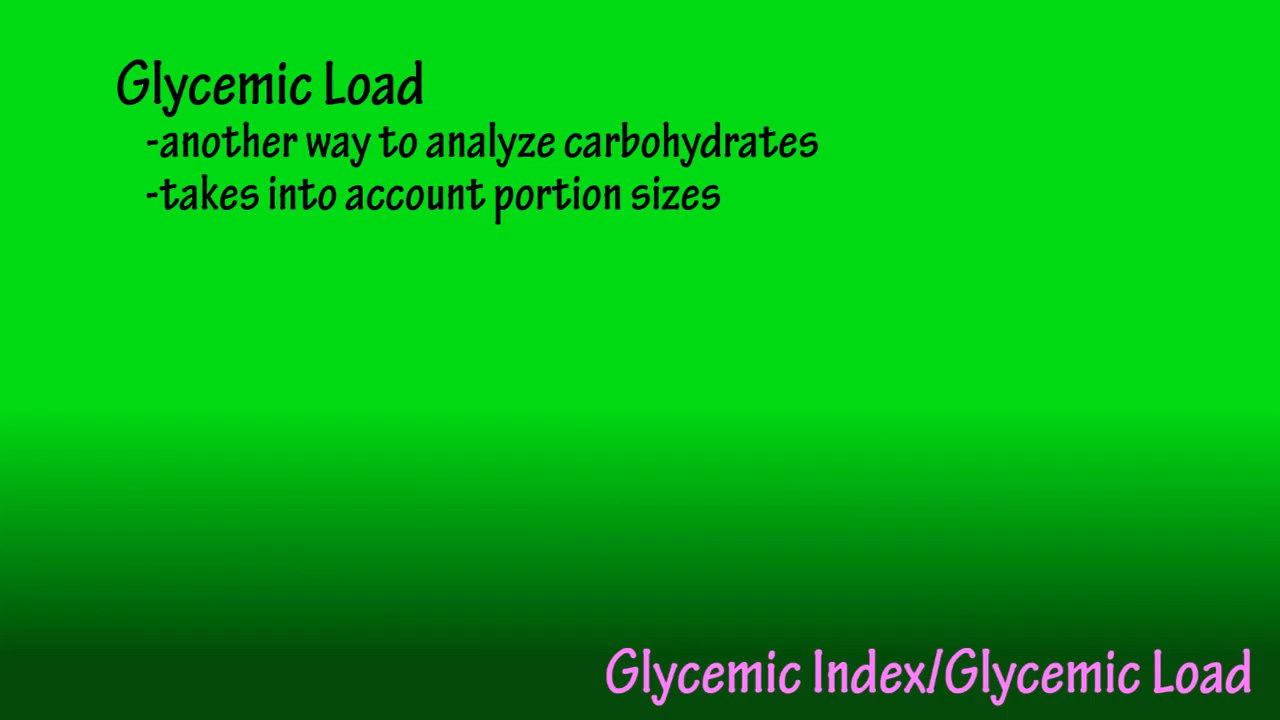 Glycemic Load
-another way to analyze carbohydrates
-takes into account portion sizes
Glycemic Index/Glycemic Load